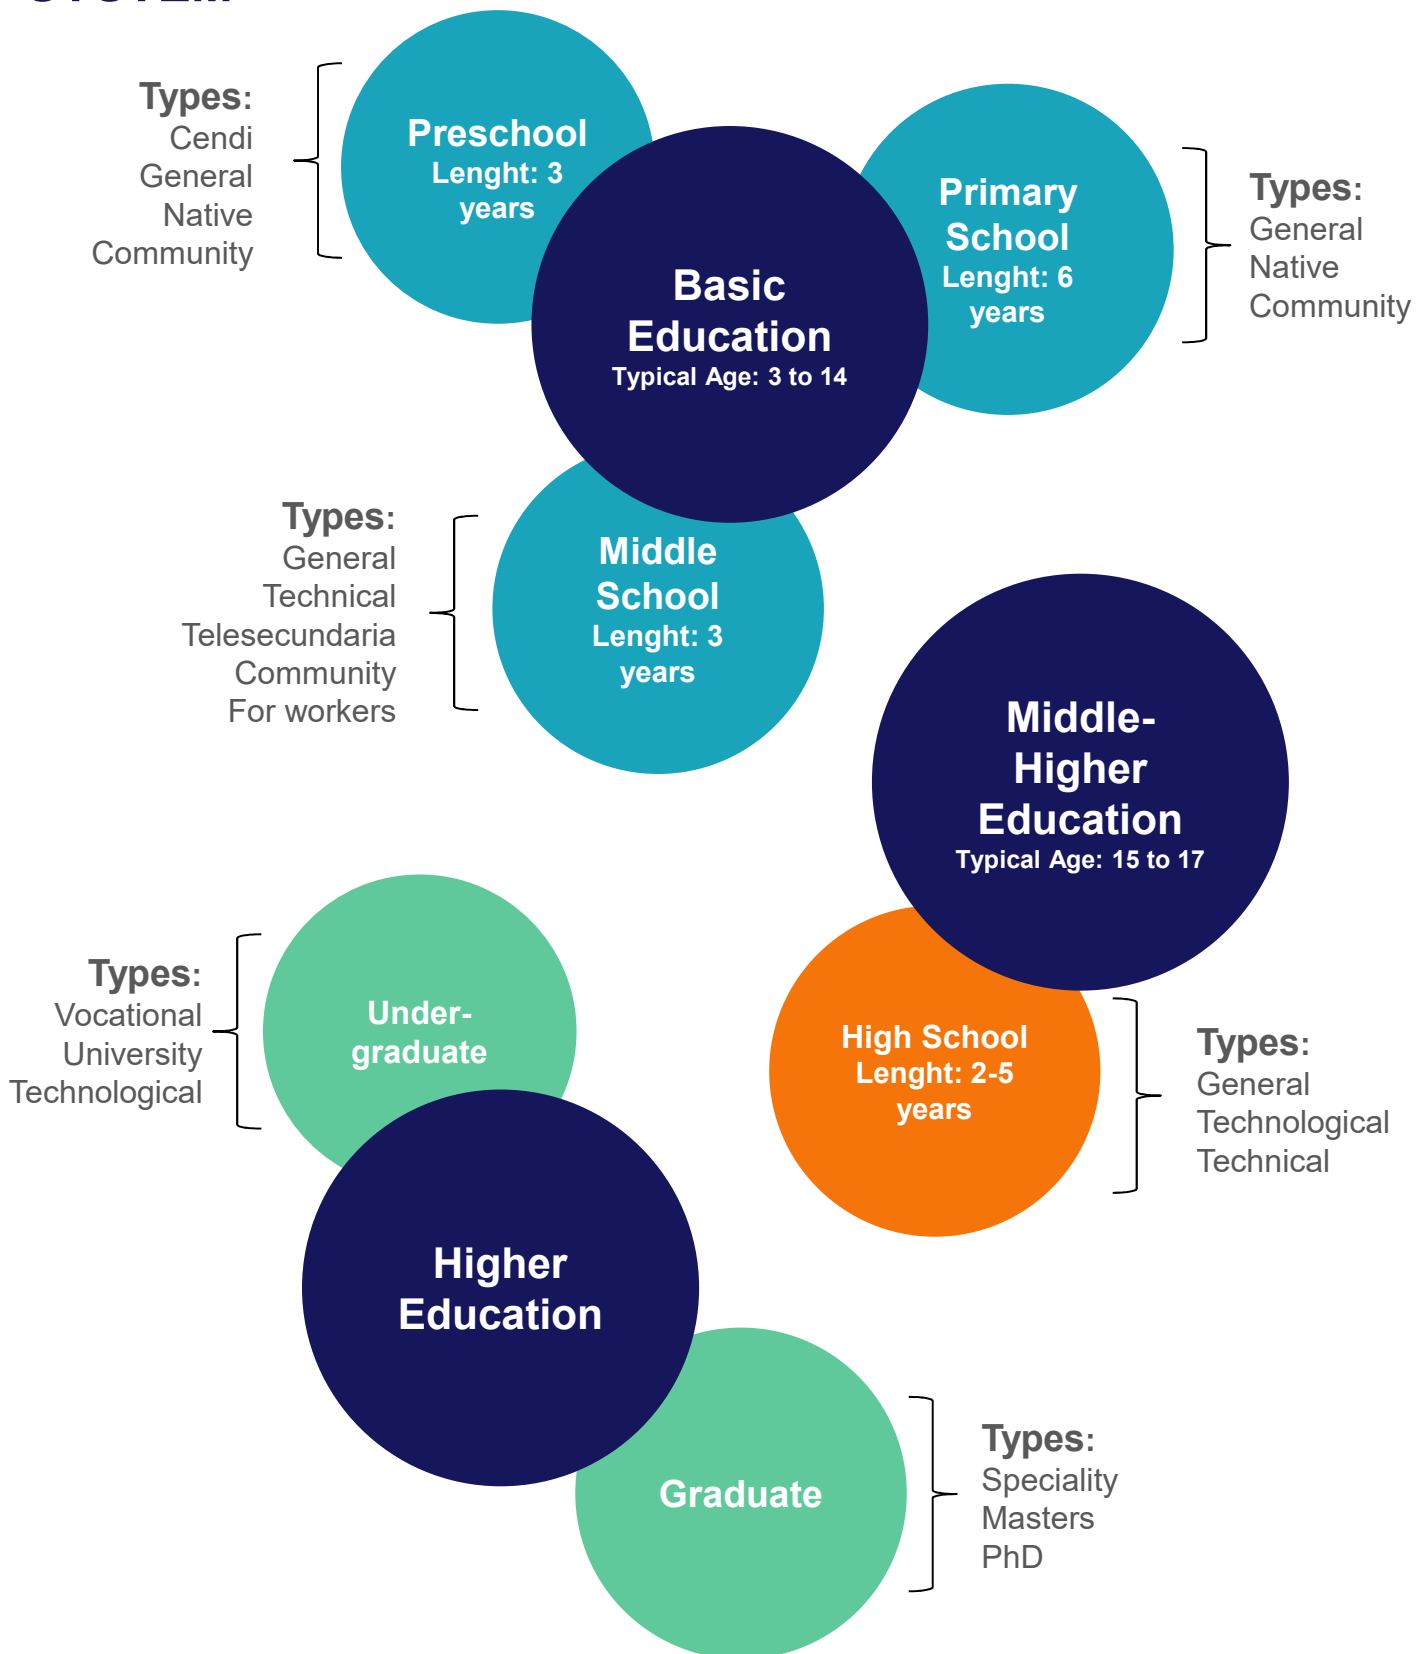 Types:
Cendi
General
Native
Community
Preschool
Lenght: 3
years
Basic
Education
Typical Age: 3 to 14
Primary
School
Lenght: 6
years
Types:
General
Native
Community
Types:
General
Technical
Telesecundaria
Community
For workers
Middle
School
Lenght: 3
years
Middle-
Higher
Education
Typical Age: 15 to 17
Types:
Vocational
University
Technological
Under-
graduate
High School
Lenght: 2-5
years
Types:
General
Technological
Technical
Higher
Education
Graduate
Types:
Speciality
Masters
PhD